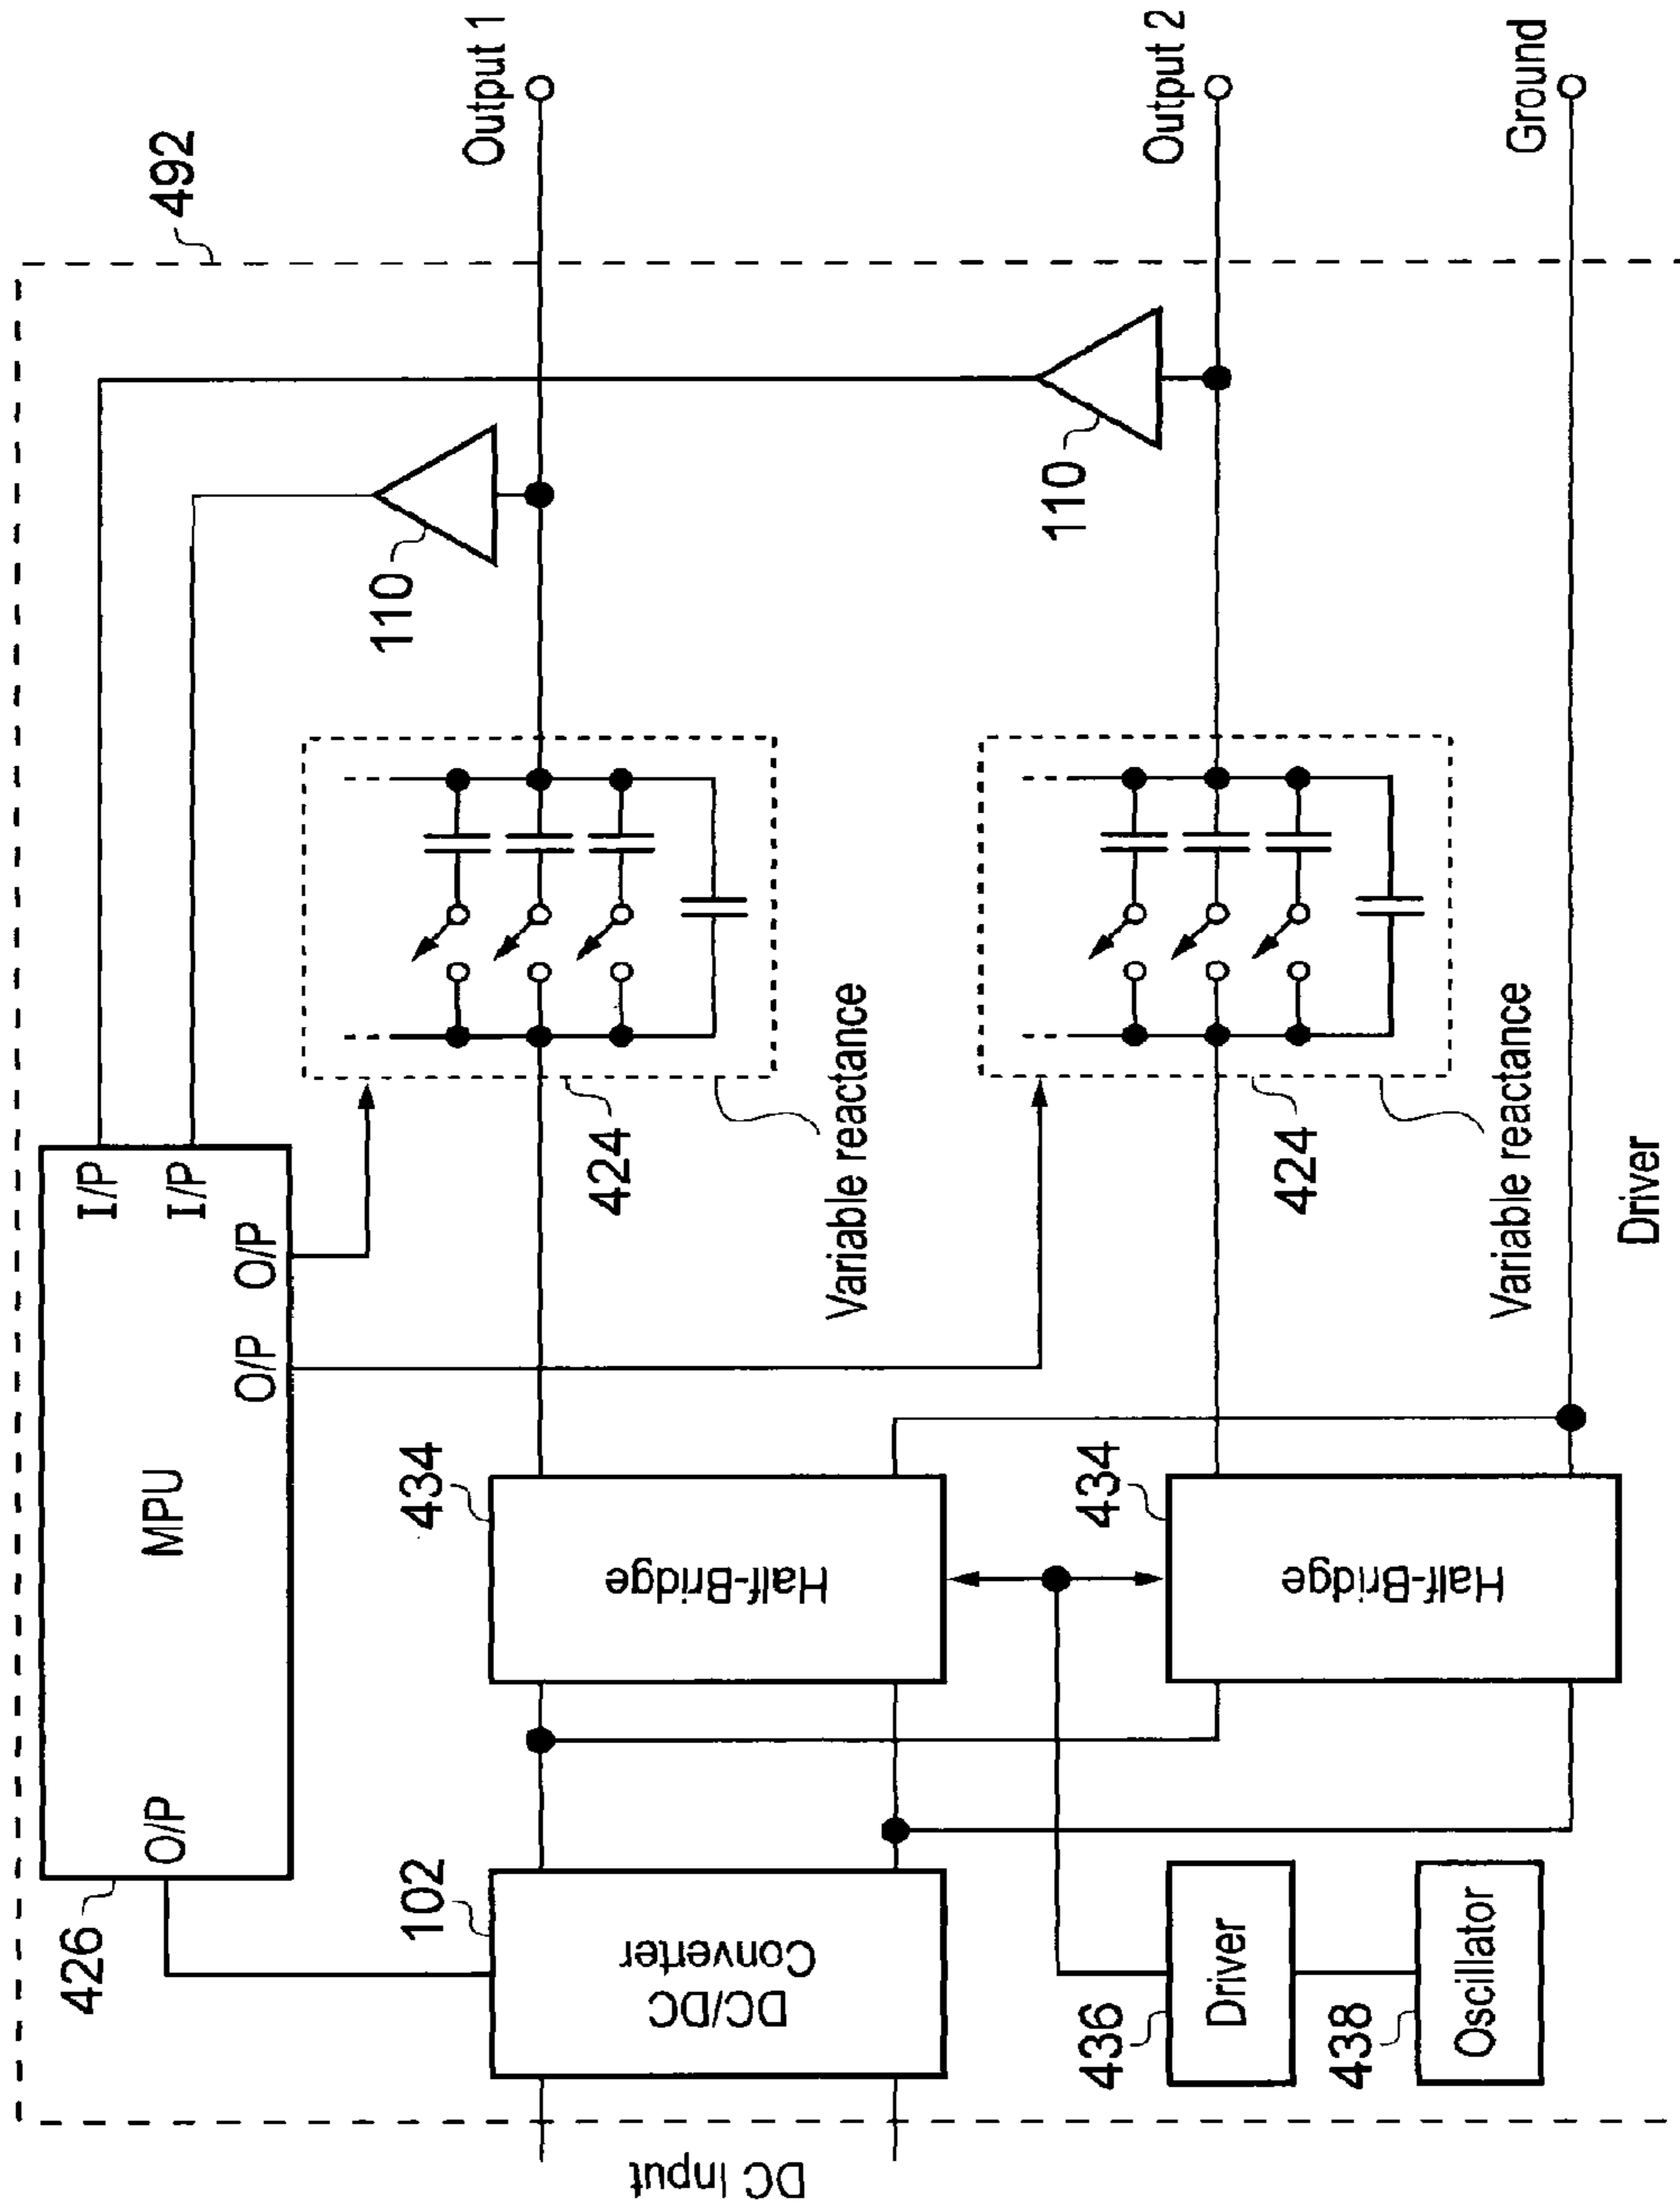 492
Output 1
Output 2
Ground
110
110
I/P
I/P
O/P
O/P
MPU
O/P
426
424
Variable reactance
424
Variable reactance
434
Half-Bridge
434
Half-Bridge
102
DC/DC
Converter
436
Driver
438
Oscillator
DC Input
Driver